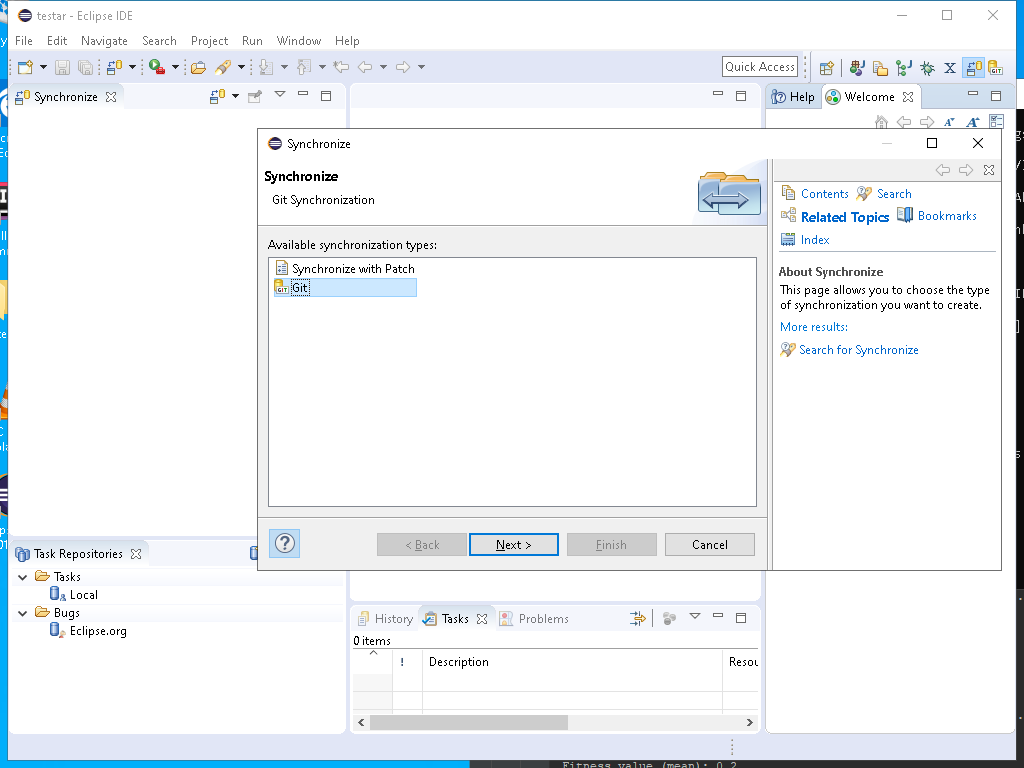 testar - Eclipse IDE
File Edit Navigate Search Project Run Window Help
Quick Access
Synchronize
Help
Welcome
Synchronize
Synchronize
Git Synchronization
Available synchronization types:
Synchronize with Patch
Git
< Back
Next >
Finish
Cancel
Contents
Search
Related Topics
Bookmarks
Index
About Synchronize
This page allows you to choose the type
of synchronization you want to create.
More results:
Search for Synchronize
Task Repositories
Tasks
Local
Bugs
Eclipse.org
History
Tasks
Problems
0 items
! Description
Fitness value (mean): 0.2